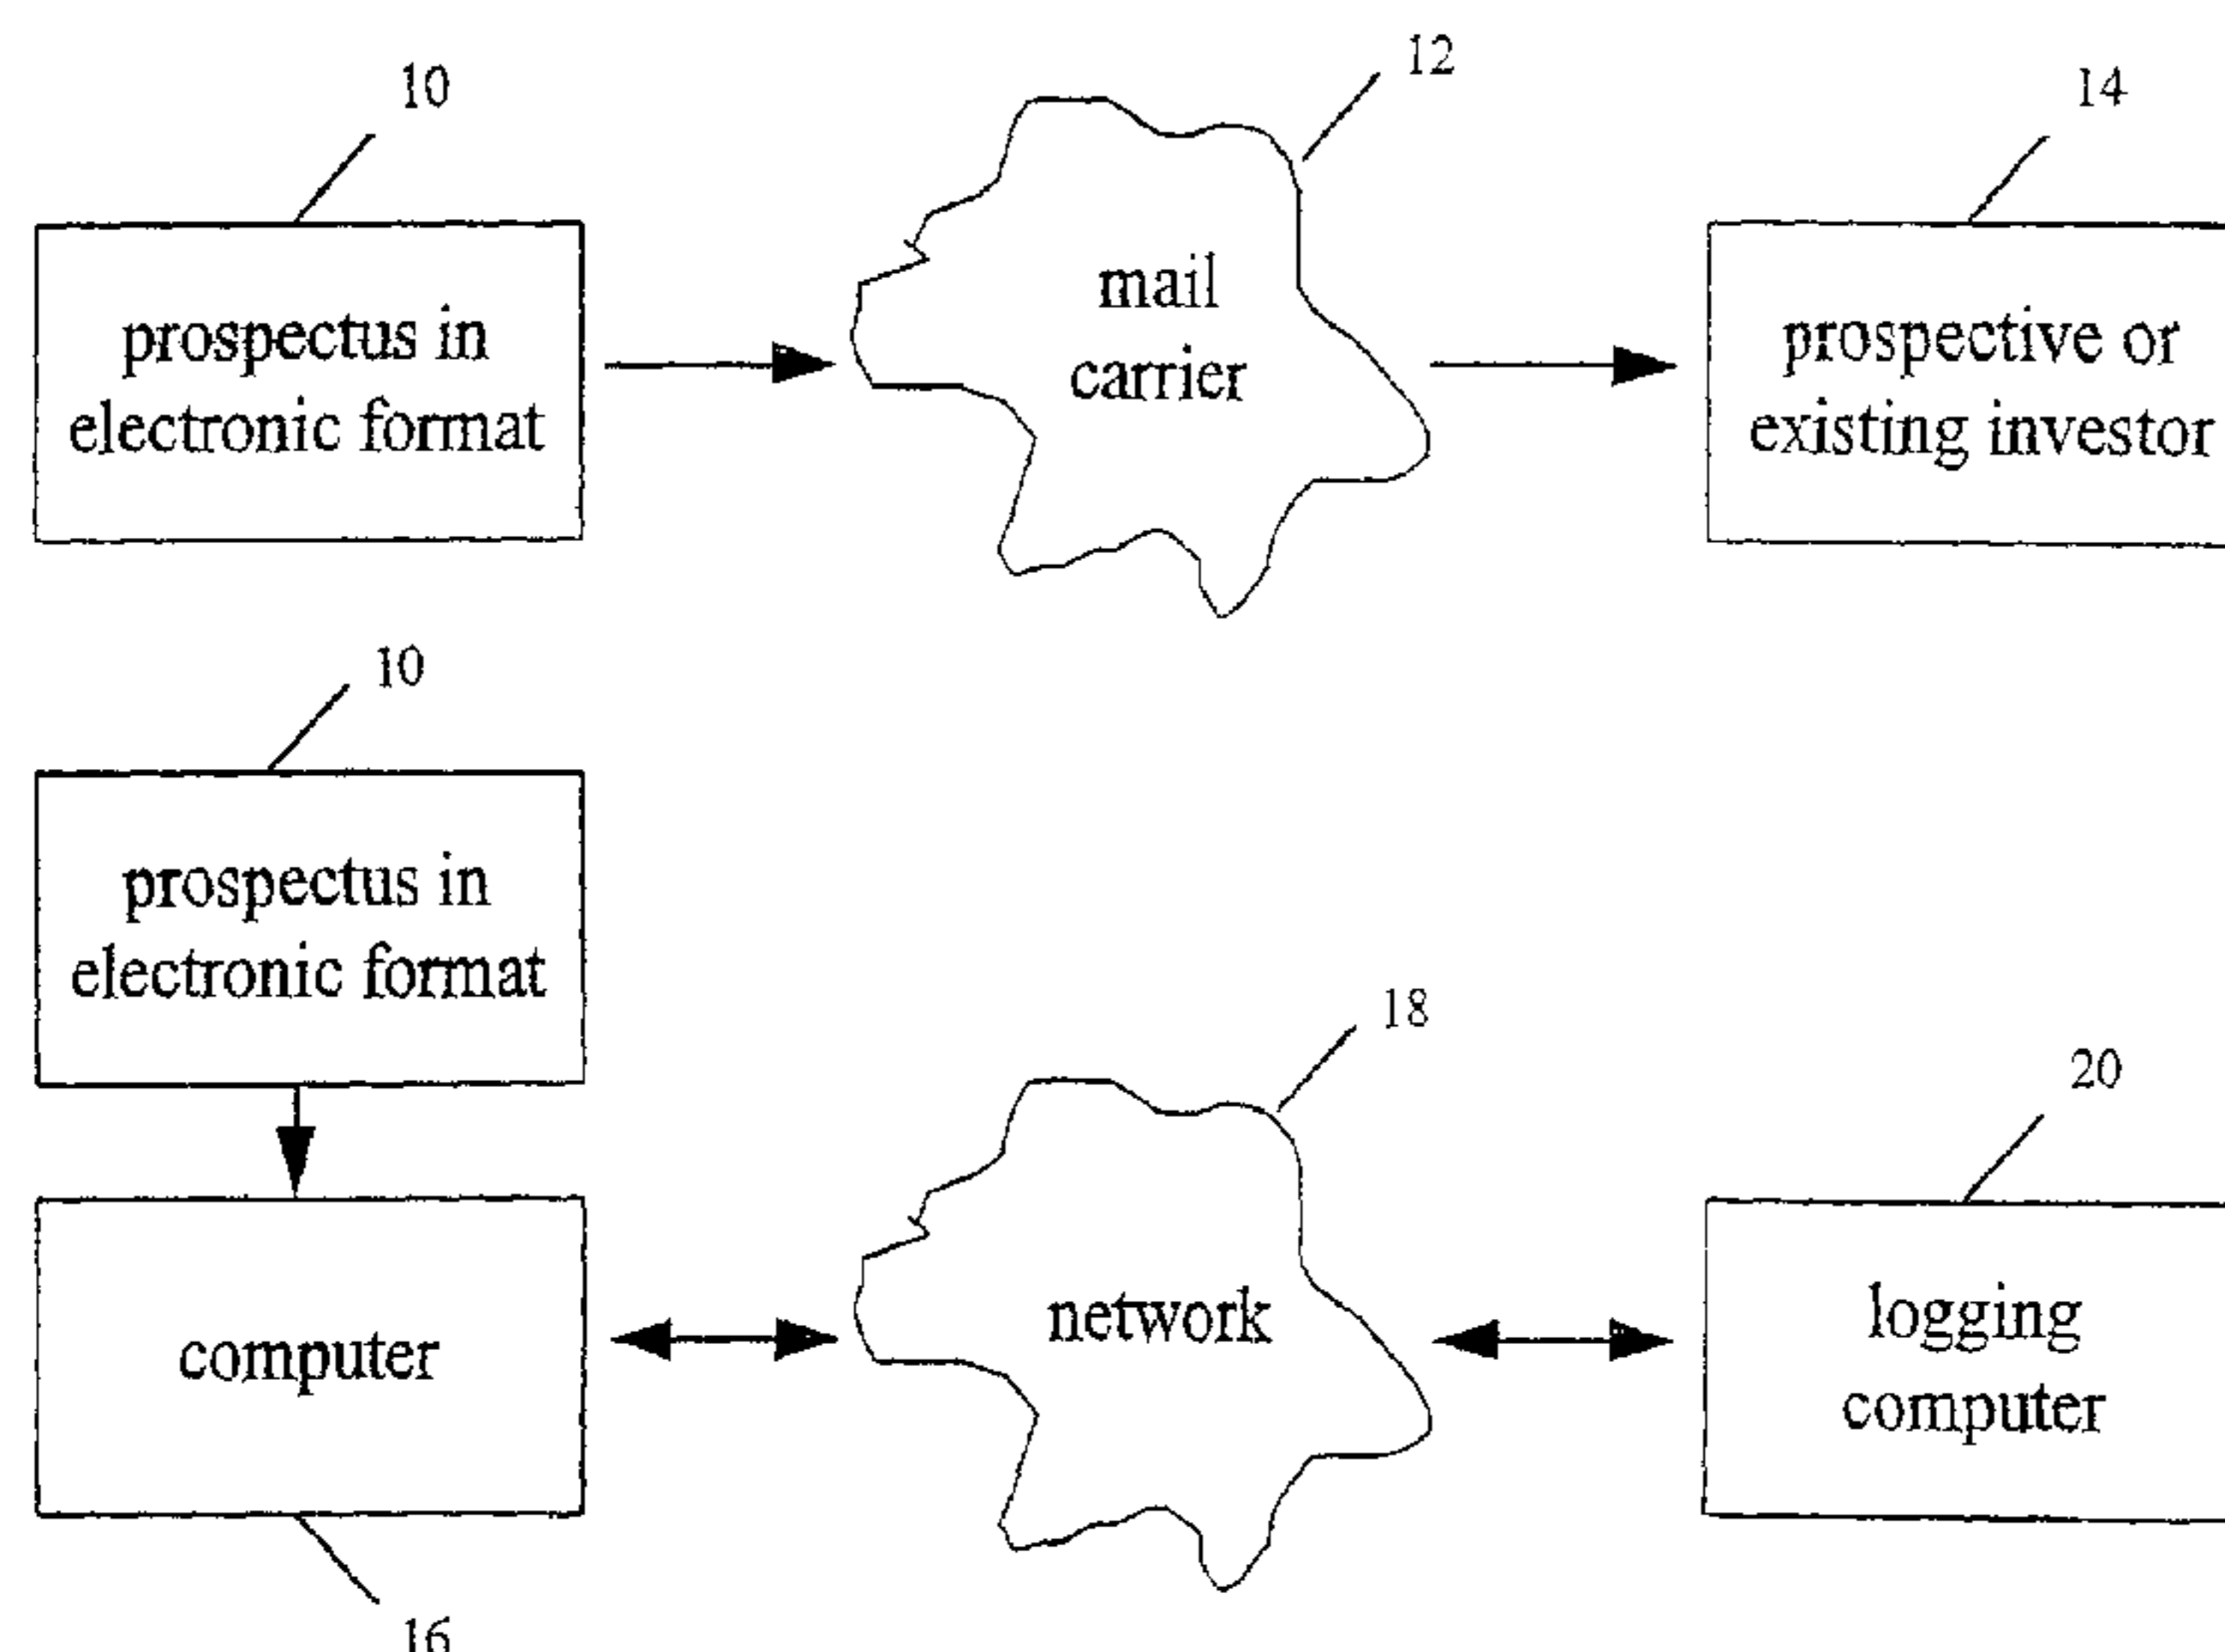 10
12
14
prospectus in
electronic format
mail
carrier
prospective or
existing investor
10
prospectus in
electronic format
18
20
computer
network
logging
computer
16